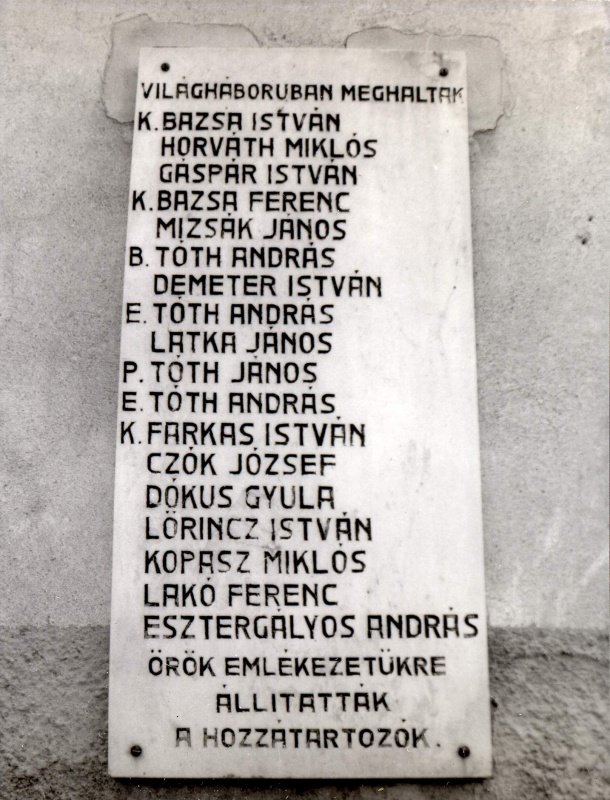 VILÁGHÁBORUBAN MEGHALTAK
K. BAZSA ISTVÁN
HORVÁTH MIKLÓS
GÁSPÁR ISTVÁN
K. BAZSA FERENC
MIZSÁK JÁNOS
B. TÓTH ANDRÁS
DEMETER ISTVÁN
E. TÓTH ANDRÁS
LÁTKA JÁNOS
P. TÓTH JÁNOS
E. TÓTH ANDRÁS
K. FARKAS ISTVÁN
CZÓK JÓZSEF
DÓKUS GYULA
LŐRINCZ ISTVÁN
KOPASZ MIKLÓS
LAKÓ FERENC
ESZTERGÁLYOS ANDRÁS
ÖRÖK EMLÉKEZETÜKRE
ÁLLITATTÁK
A HOZZÁTARTOZÓK.